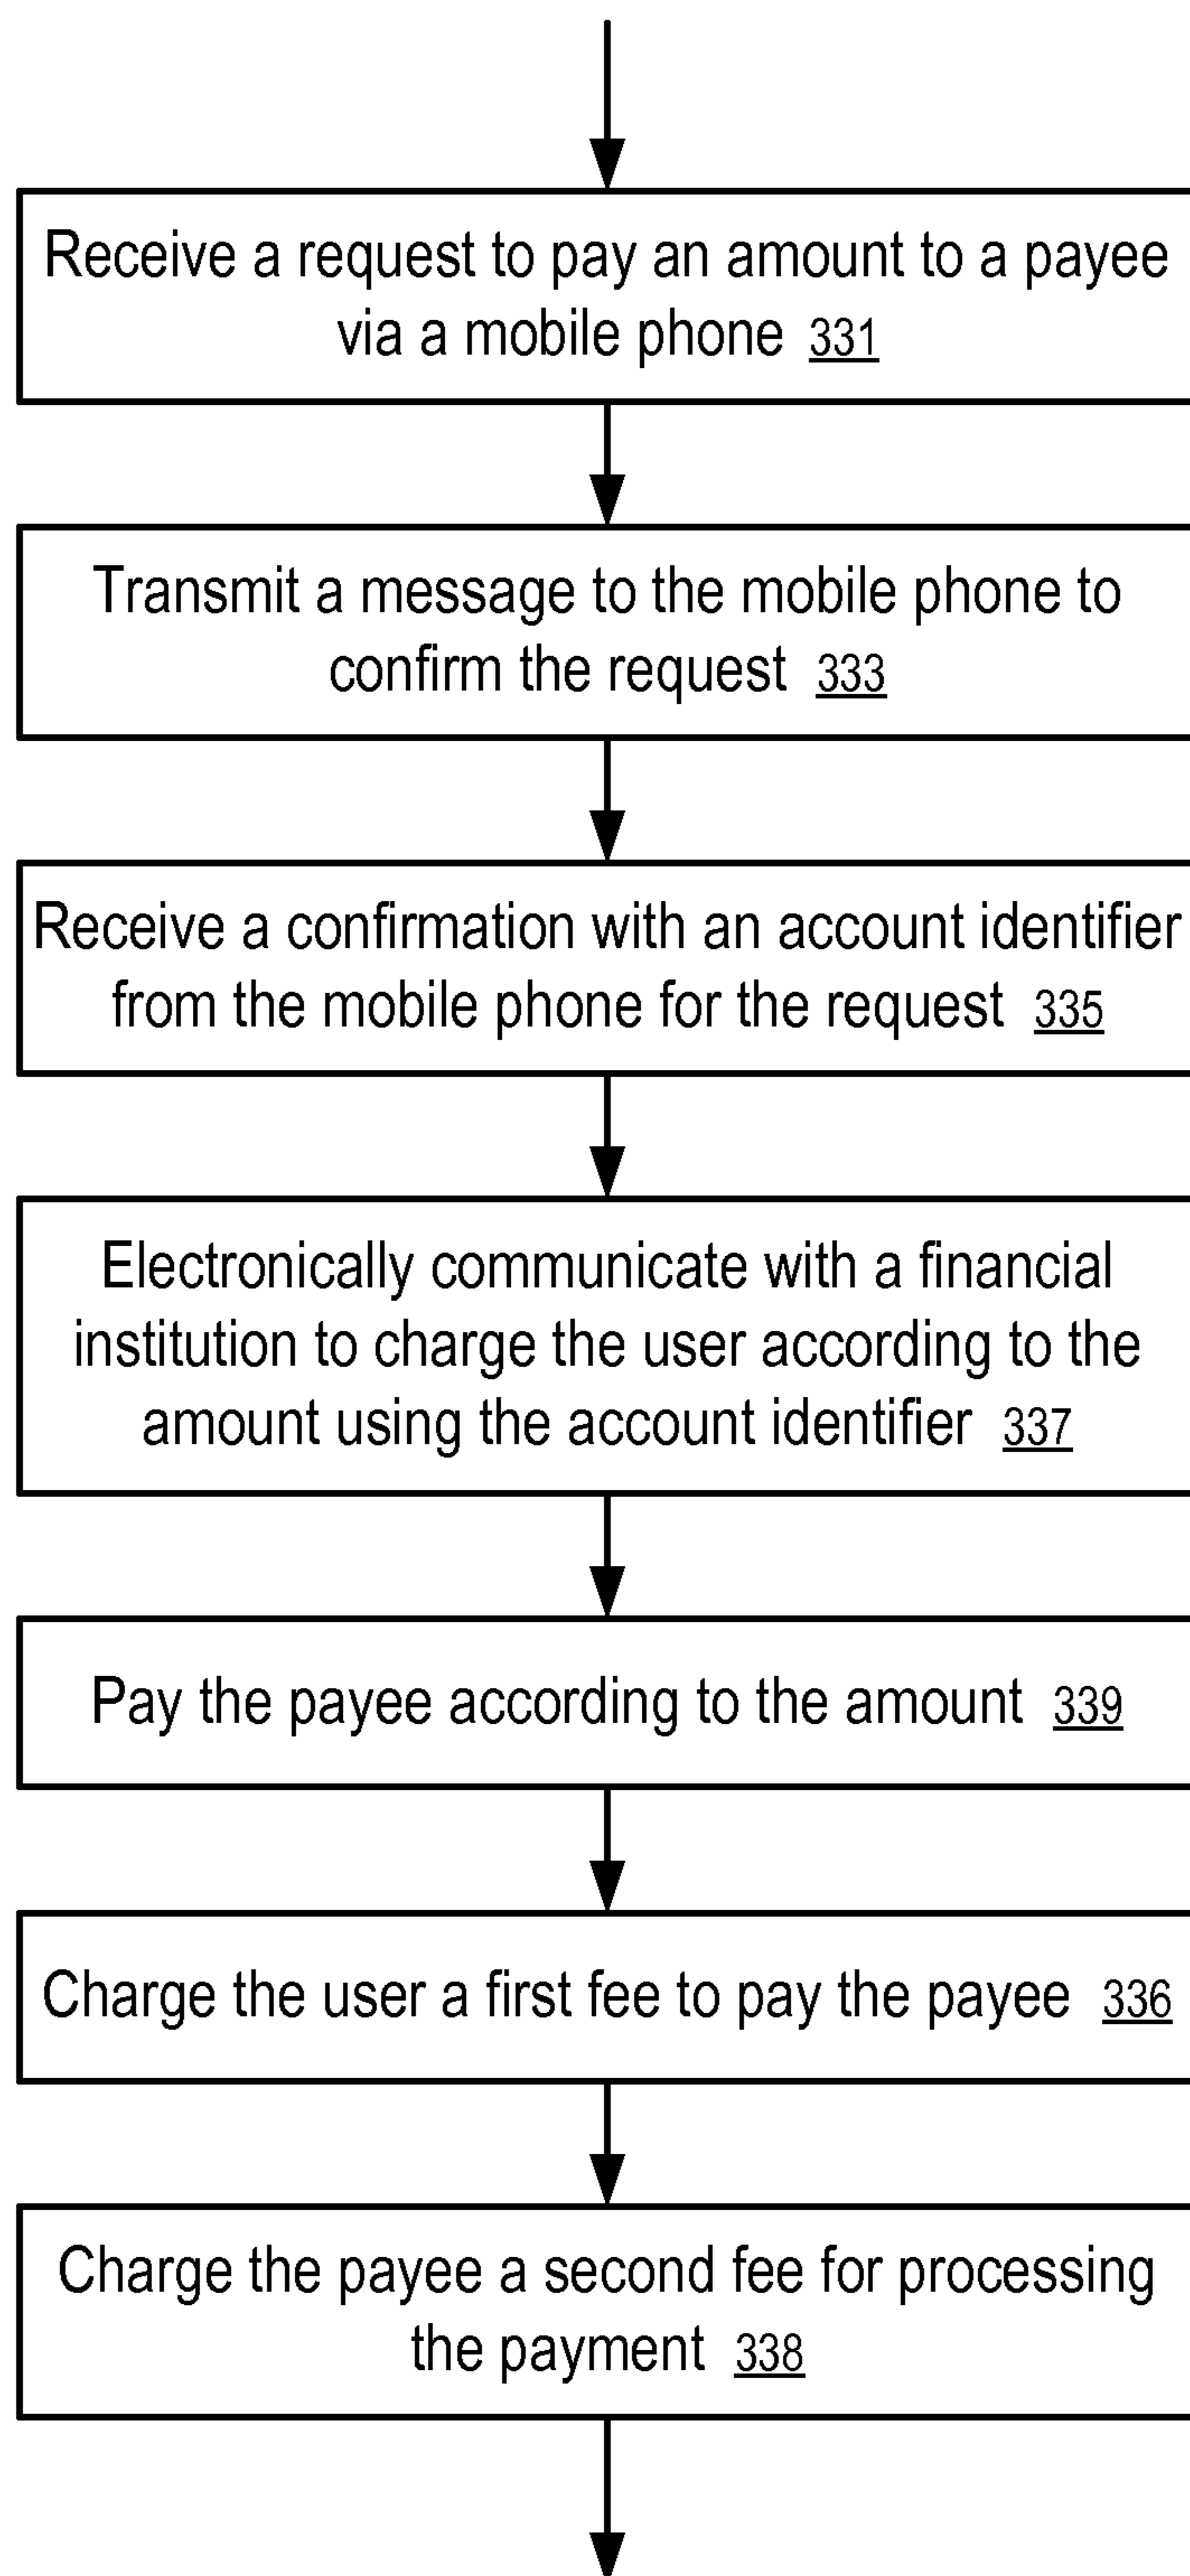 Receive a request to pay an amount to a payee
via a mobile phone 331
Transmit a message to the mobile phone to
confirm the request 333
Receive a confirmation with an account identifier
from the mobile phone for the request 335
Electronically communicate with a financial
institution to charge the user according to the
amount using the account identifier 337
Pay the payee according to the amount 339
Charge the user a first fee to pay the payee 336
Charge the payee a second fee for processing
the payment 338